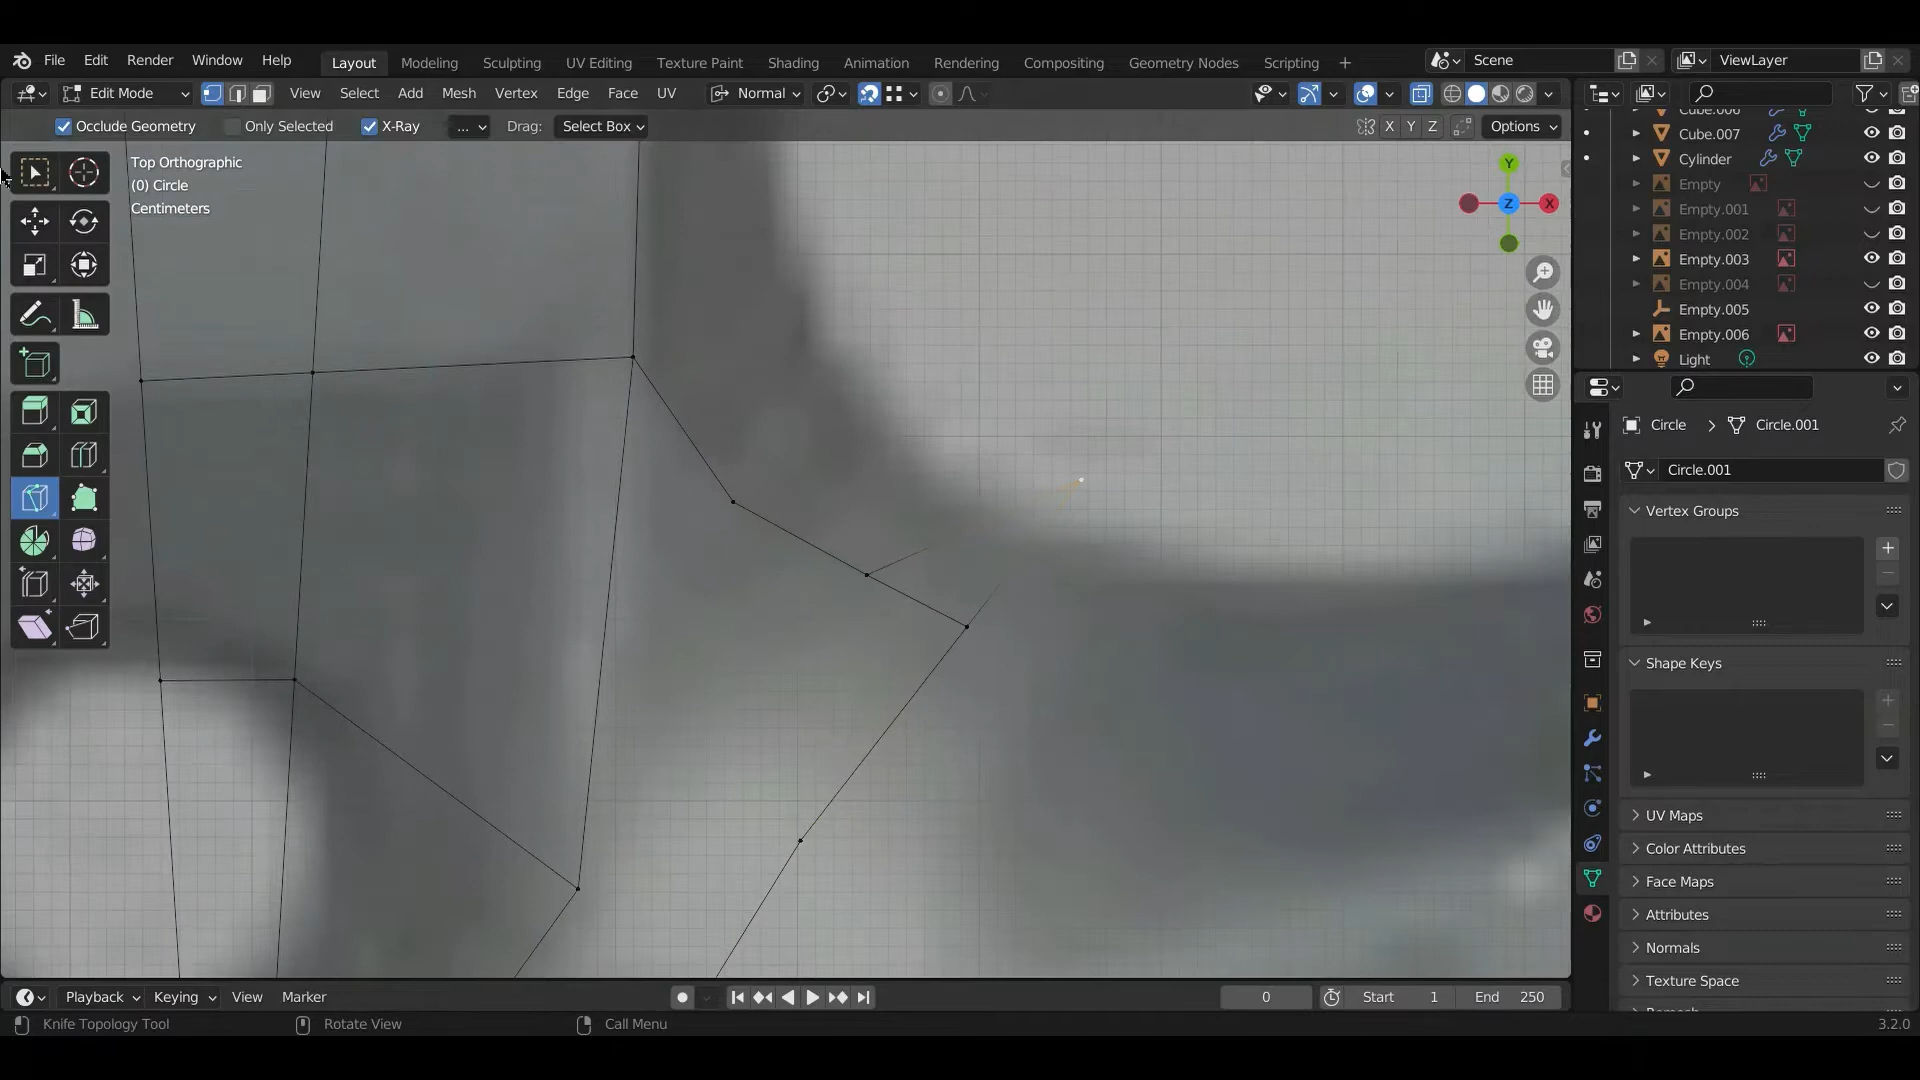 File Edit Render Window Help Layout Modeling Sculpting UV Editing Texture Paint Shading Animation Rendering Compositing Geometry Nodes Scripting + Scene ViewLayer
Edit Mode View Select Add Mesh Vertex Edge Face UV Normal
Occlude Geometry Only Selected X-Ray ... Drag: Select Box X Y Z Options
Top Orthographic
(0) Circle
Centimeters
Y
Z
X
Cube.006
Cube.007
Cylinder
Empty
Empty.001
Empty.002
Empty.003
Empty.004
Empty.005
Empty.006
Light
Circle > Circle.001
Circle.001
Vertex Groups
Shape Keys
UV Maps
Color Attributes
Face Maps
Attributes
Normals
Texture Space
Remesh
Playback Keying View Marker 0 Start 1 End 250
Knife Topology Tool Rotate View Call Menu 3.2.0